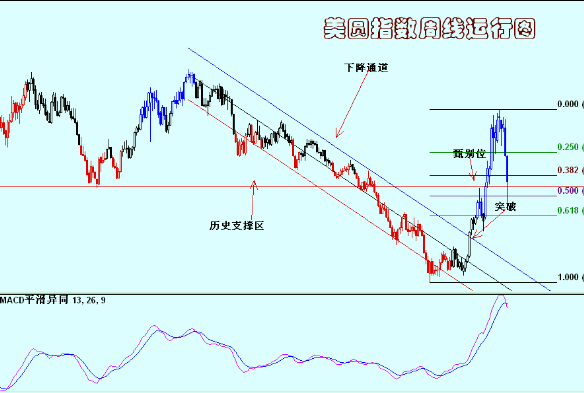 美圆指数周线运行图
下降通道
0.000 (
甄别位
0.250 (
0.382 (
0.500 (
历史支撑区
突破
0.618 (
1.000 (
MACD平滑异同 13, 26, 9